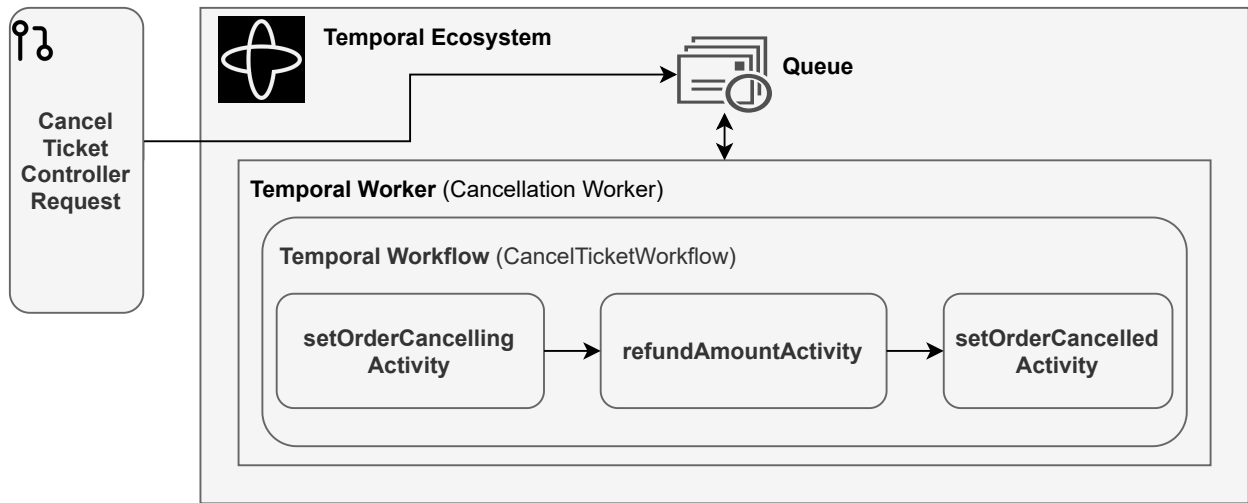 Cancel
Ticket
Controller
Request
Temporal Ecosystem
Queue
Temporal Worker (Cancellation Worker)
Temporal Workflow (CancelTicketWorkflow)
setOrderCancelling
Activity
refundAmountActivity
setOrderCancelled
Activity